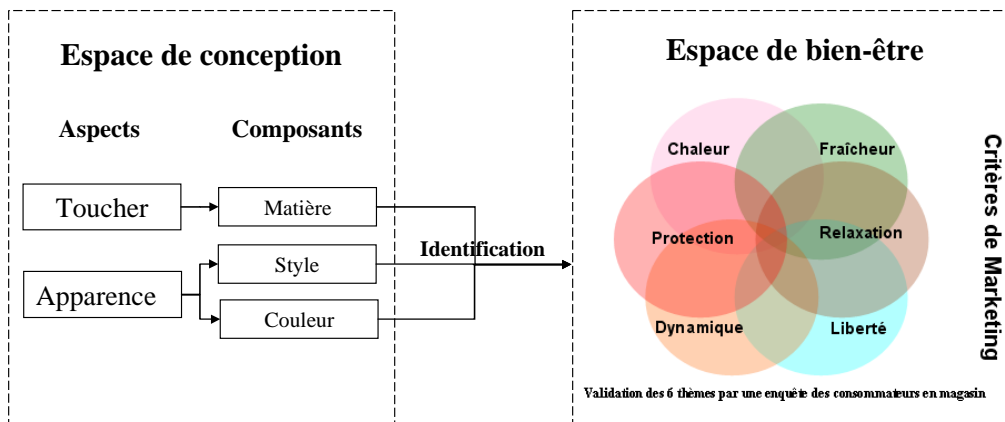 Espace de conception
Aspects
Composants
Toucher
Matière
Apparence
Style
Couleur
Identification
Espace de bien-être
Chaleur
Fraîcheur
Protection
Relaxation
Dynamique
Liberté
Critères de Marketing
Validation des 6 thèmes par une enquête des consommateurs en magasin